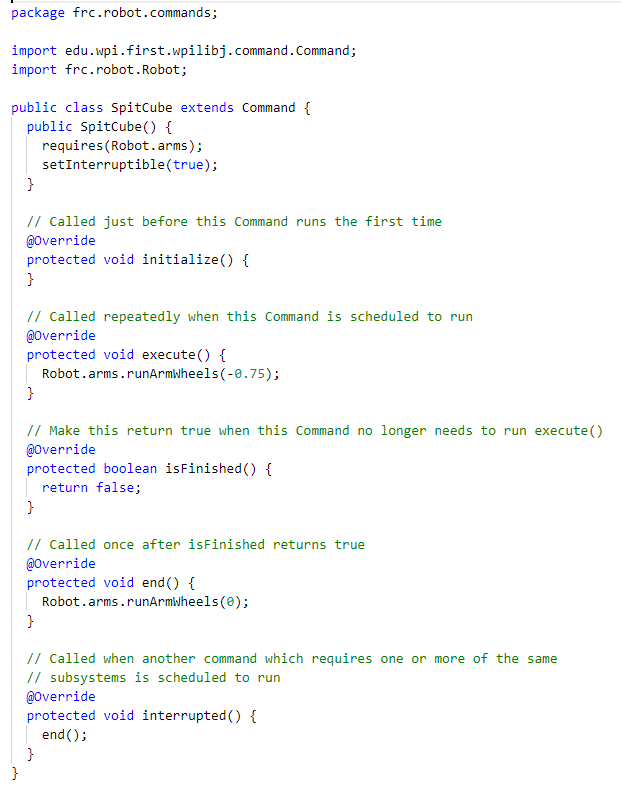 package frc.robot.commands;
import edu.wpi.first.wpilibj.command.Command;
import frc.robot.Robot;
public class SpitCube extends Command {
public SpitCube() {
requires(Robot.arms);
setInterruptible(true);
}
// Called just before this Command runs the first time
@Override
protected void initialize() {
}
// Called repeatedly when this Command is scheduled to run
@Override
protected void execute() {
Robot.arms.runArmWheels(-0.75);
}
// Make this return true when this Command no longer needs to run execute()
@Override
protected boolean isFinished() {
return false;
}
// Called once after isFinished returns true
@Override
protected void end() {
Robot.arms.runArmWheels(0);
}
// Called when another command which requires one or more of the same
// subsystems is scheduled to run
@Override
protected void interrupted() {
end();
}
}